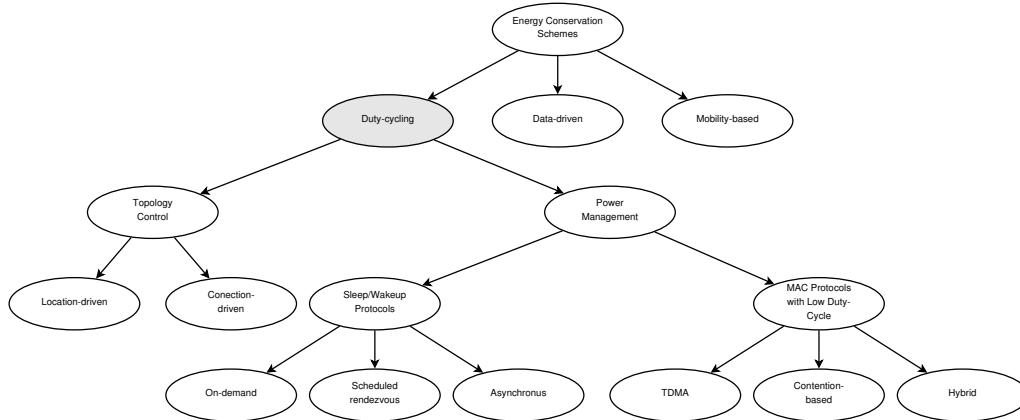 Energy Conservation
Schemes
Duty-cycling
Data-driven
Mobility-based
Topology
Control
Power
Management
Location-driven
Conection-
driven
Sleep/Wakeup
Protocols
MAC Protocols
with Low Duty-
Cycle
On-demand
Scheduled
rendezvous
Asynchronus
TDMA
Contention-
based
Hybrid